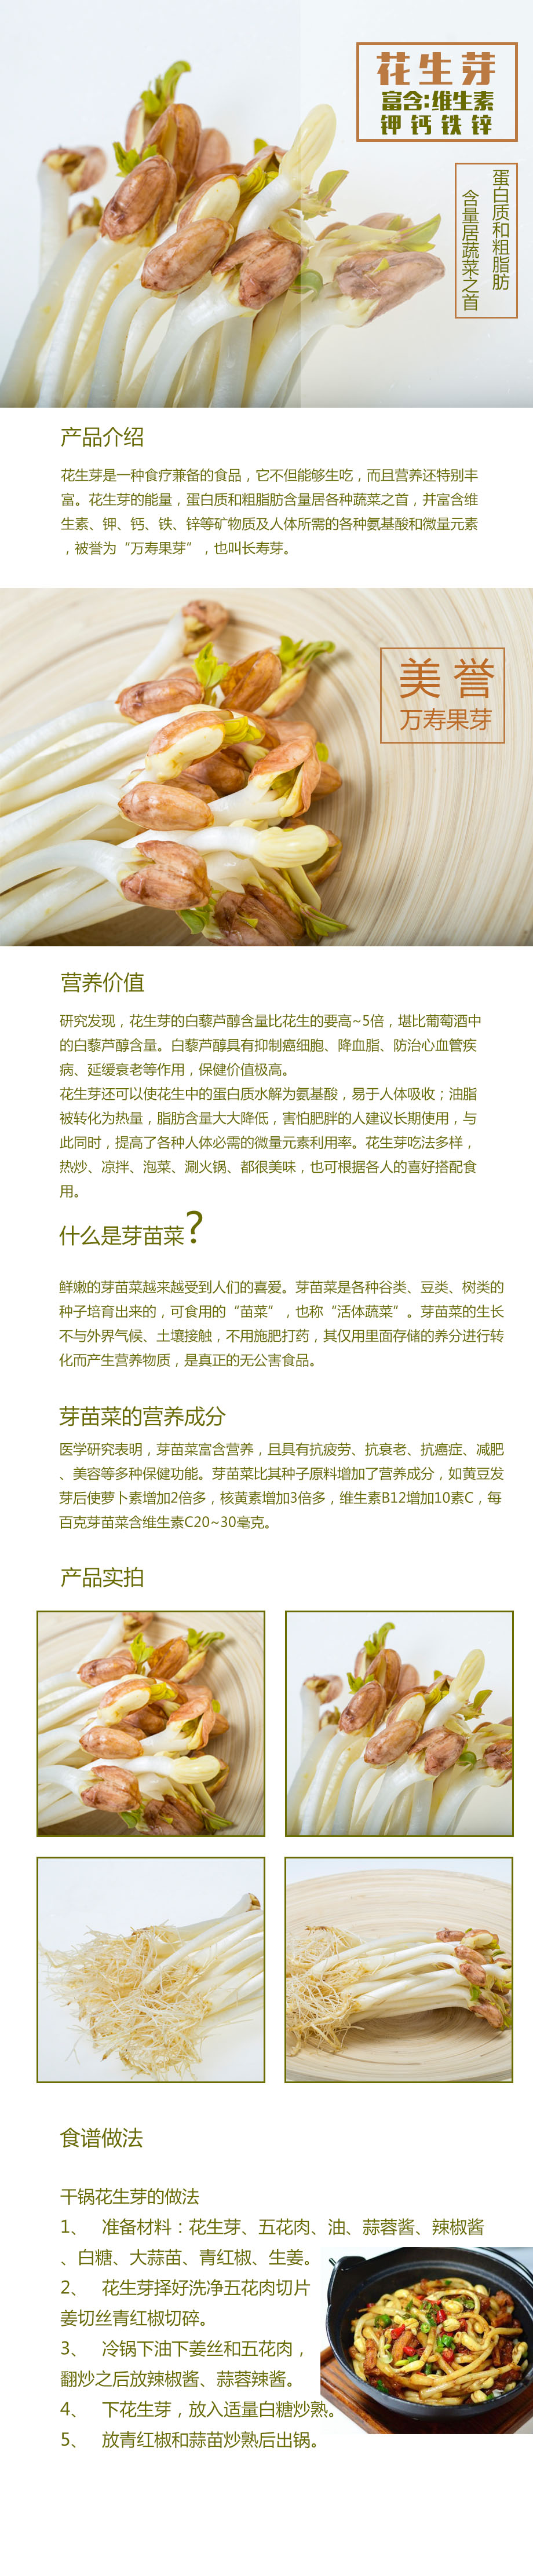 花生芽
富含:维生素
钾 钙 铁 锌
蛋白质和粗脂肪
含量居蔬菜之首
产品介绍
花生芽是一种食疗兼备的食品，它不但能够生吃，而且营养还特别丰
富。花生芽的能量，蛋白质和粗脂肪含量居各种蔬菜之首，并富含维
生素、钾、钙、铁、锌等矿物质及人体所需的各种氨基酸和微量元素
，被誉为“万寿果芽”，也叫长寿芽。
美 誉
万寿果芽
营养价值
研究发现，花生芽的白藜芦醇含量比花生的要高~5倍，堪比葡萄酒中
的白藜芦醇含量。白藜芦醇具有抑制癌细胞、降血脂、防治心血管疾
病、延缓衰老等作用，保健价值极高。
花生芽还可以使花生中的蛋白质水解为氨基酸，易于人体吸收；油脂
被转化为热量，脂肪含量大大降低，害怕肥胖的人建议长期使用，与
此同时，提高了各种人体必需的微量元素利用率。花生芽吃法多样，
热炒、凉拌、泡菜、涮火锅、都很美味，也可根据各人的喜好搭配食
用。
什么是芽苗菜?
鲜嫩的芽苗菜越来越受到人们的喜爱。芽苗菜是各种谷类、豆类、树类的
种子培育出来的，可食用的“苗菜”，也称“活体蔬菜”。芽苗菜的生长
不与外界气候、土壤接触，不用施肥打药，其仅用里面存储的养分进行转
化而产生营养物质，是真正的无公害食品。
芽苗菜的营养成分
医学研究表明，芽苗菜富含营养，且具有抗疲劳、抗衰老、抗癌症、减肥
、美容等多种保健功能。芽苗菜比其种子原料增加了营养成分，如黄豆发
芽后使萝卜素增加2倍多，核黄素增加3倍多，维生素B12增加10素C，每
百克芽苗菜含维生素C20~30毫克。
产品实拍
食谱做法
干锅花生芽的做法
1、 准备材料：花生芽、五花肉、油、蒜蓉酱、辣椒酱
、白糖、大蒜苗、青红椒、生姜。
2、 花生芽择好洗净五花肉切片
姜切丝青红椒切碎。
3、 冷锅下油下姜丝和五花肉，
翻炒之后放辣椒酱、蒜蓉辣酱。
4、 下花生芽，放入适量白糖炒熟。
5、 放青红椒和蒜苗炒熟后出锅。